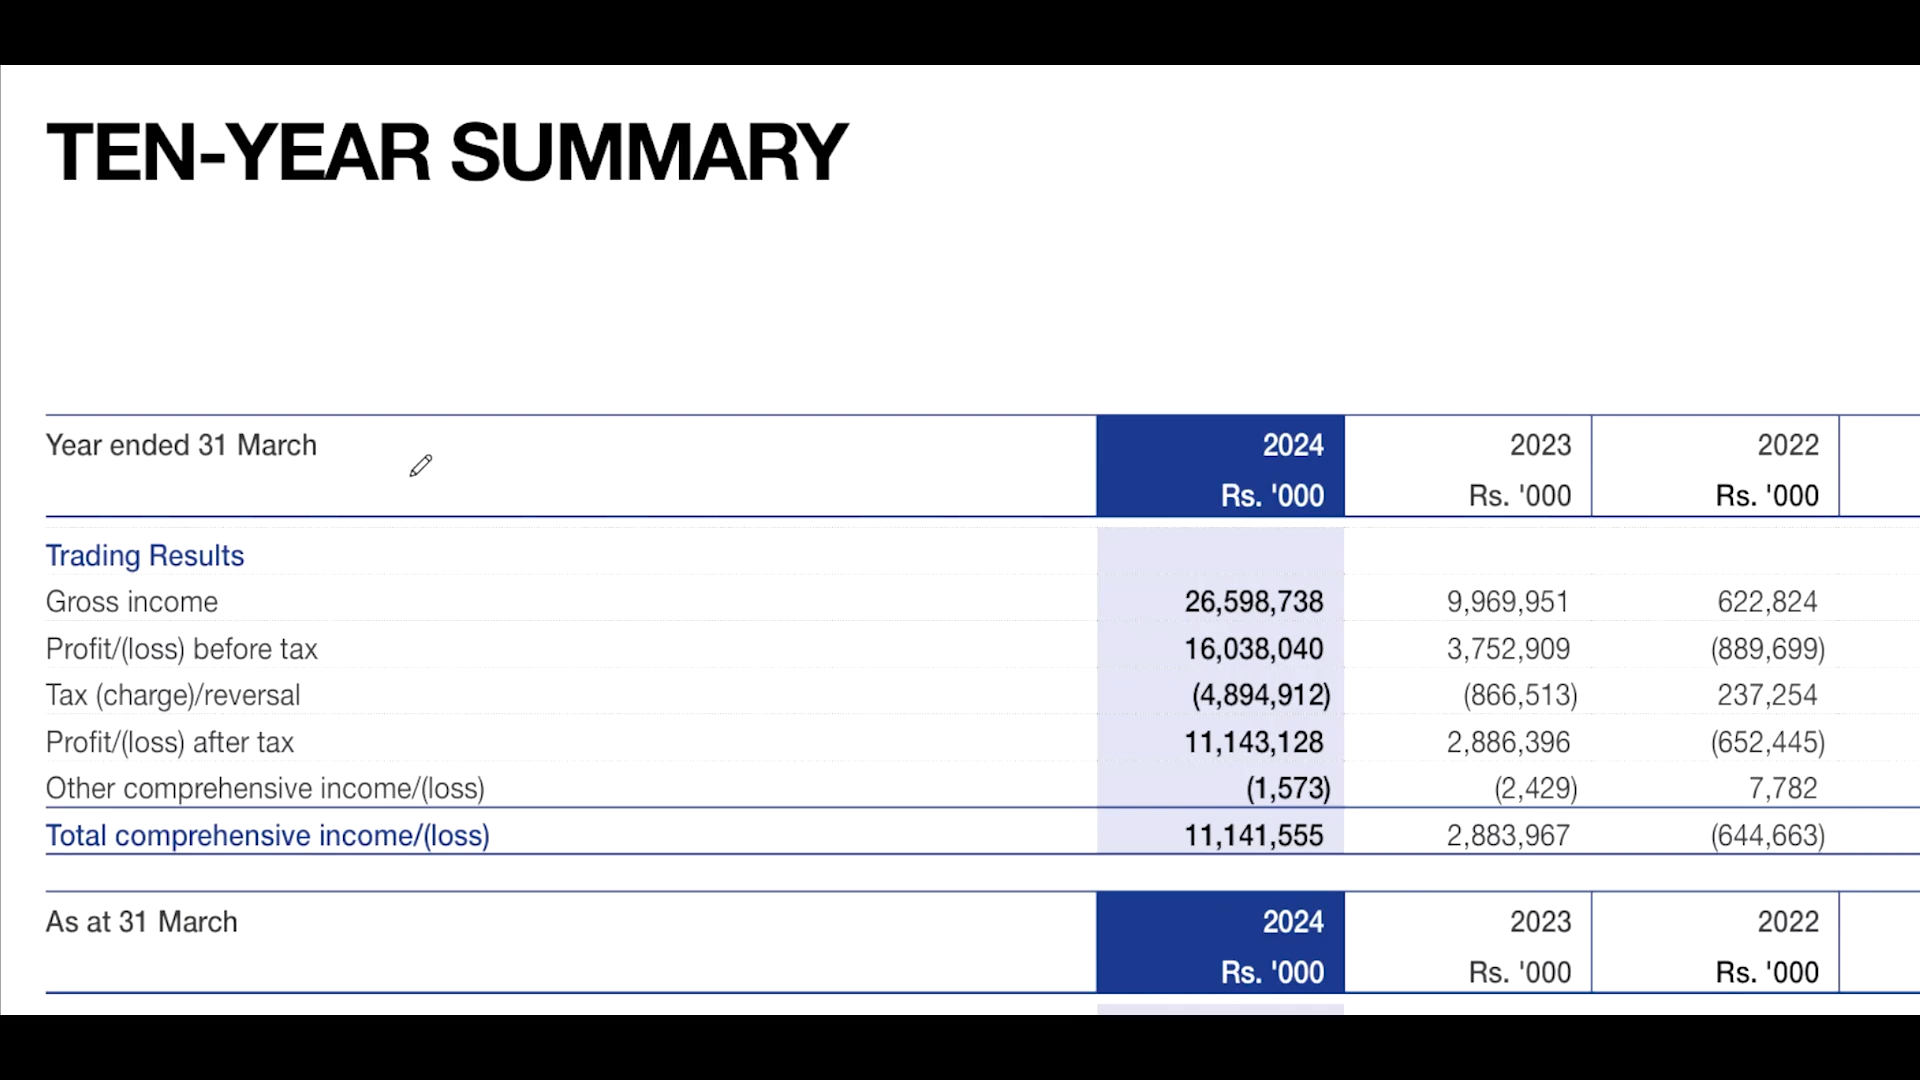 TEN-YEAR SUMMARY
Year ended 31 March 2024 2023 2022
Rs. '000 Rs. '000 Rs. '000
Trading Results
Gross income 26,598,738 9,969,951 622,824
Profit/(loss) before tax 16,038,040 3,752,909 (889,699)
Tax (charge)/reversal (4,894,912) (866,513) 237,254
Profit/(loss) after tax 11,143,128 2,886,396 (652,445)
Other comprehensive income/(loss) (1,573) (2,429) 7,782
Total comprehensive income/(loss) 11,141,555 2,883,967 (644,663)
As at 31 March 2024 2023 2022
Rs. '000 Rs. '000 Rs. '000